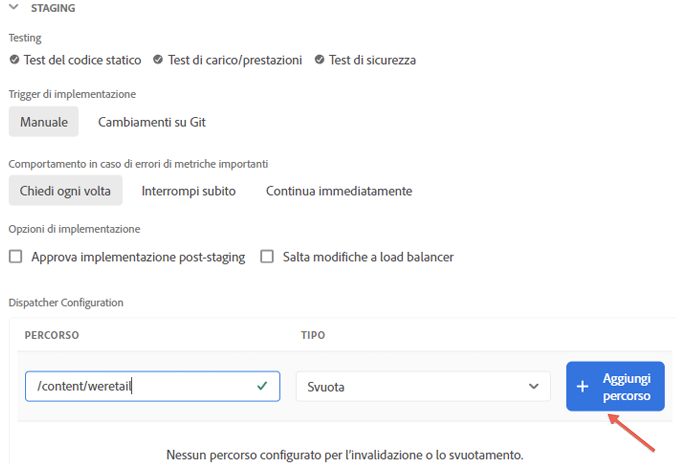 STAGING
Testing
Test del codice statico Test di carico/prestazioni Test di sicurezza
Trigger di implementazione
Manuale Cambiamenti su Git
Comportamento in caso di errori di metriche importanti
Chiedi ogni volta Interrompi subito Continua immediatamente
Opzioni di implementazione
Approva implementazione post-staging Salta modifiche a load balancer
Dispatcher Configuration
PERCORSO TIPO
/content/weretail Svuota Aggiungi
percorso
Nessun percorso configurato per l'invalidazione o lo svuotamento.